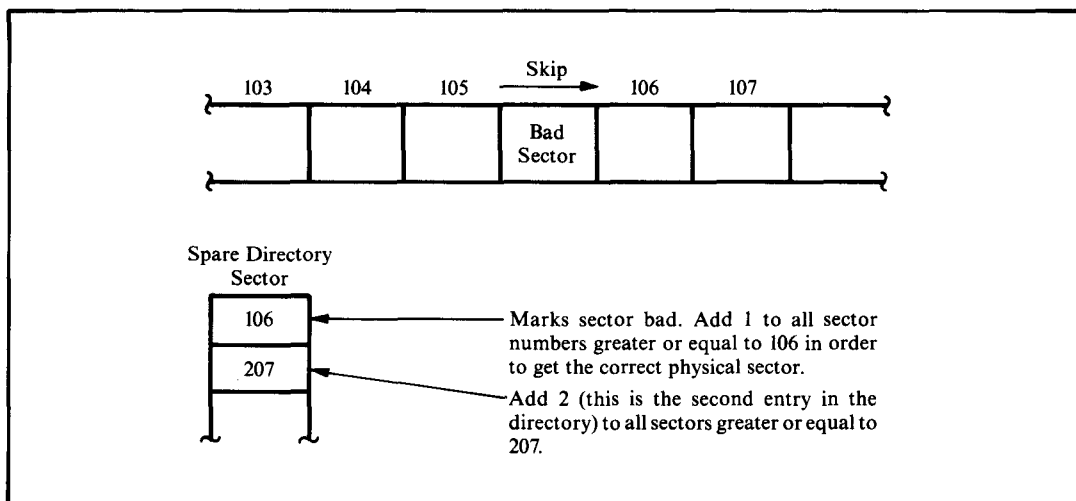 Skip
103 104 105 106 107
Bad
Sector
Spare Directory
Sector
106
207
Marks sector bad. Add 1 to all sector
numbers greater or equal to 106 in order
to get the correct physical sector.
Add 2 (this is the second entry in the
directory) to all sectors greater or equal to
207.